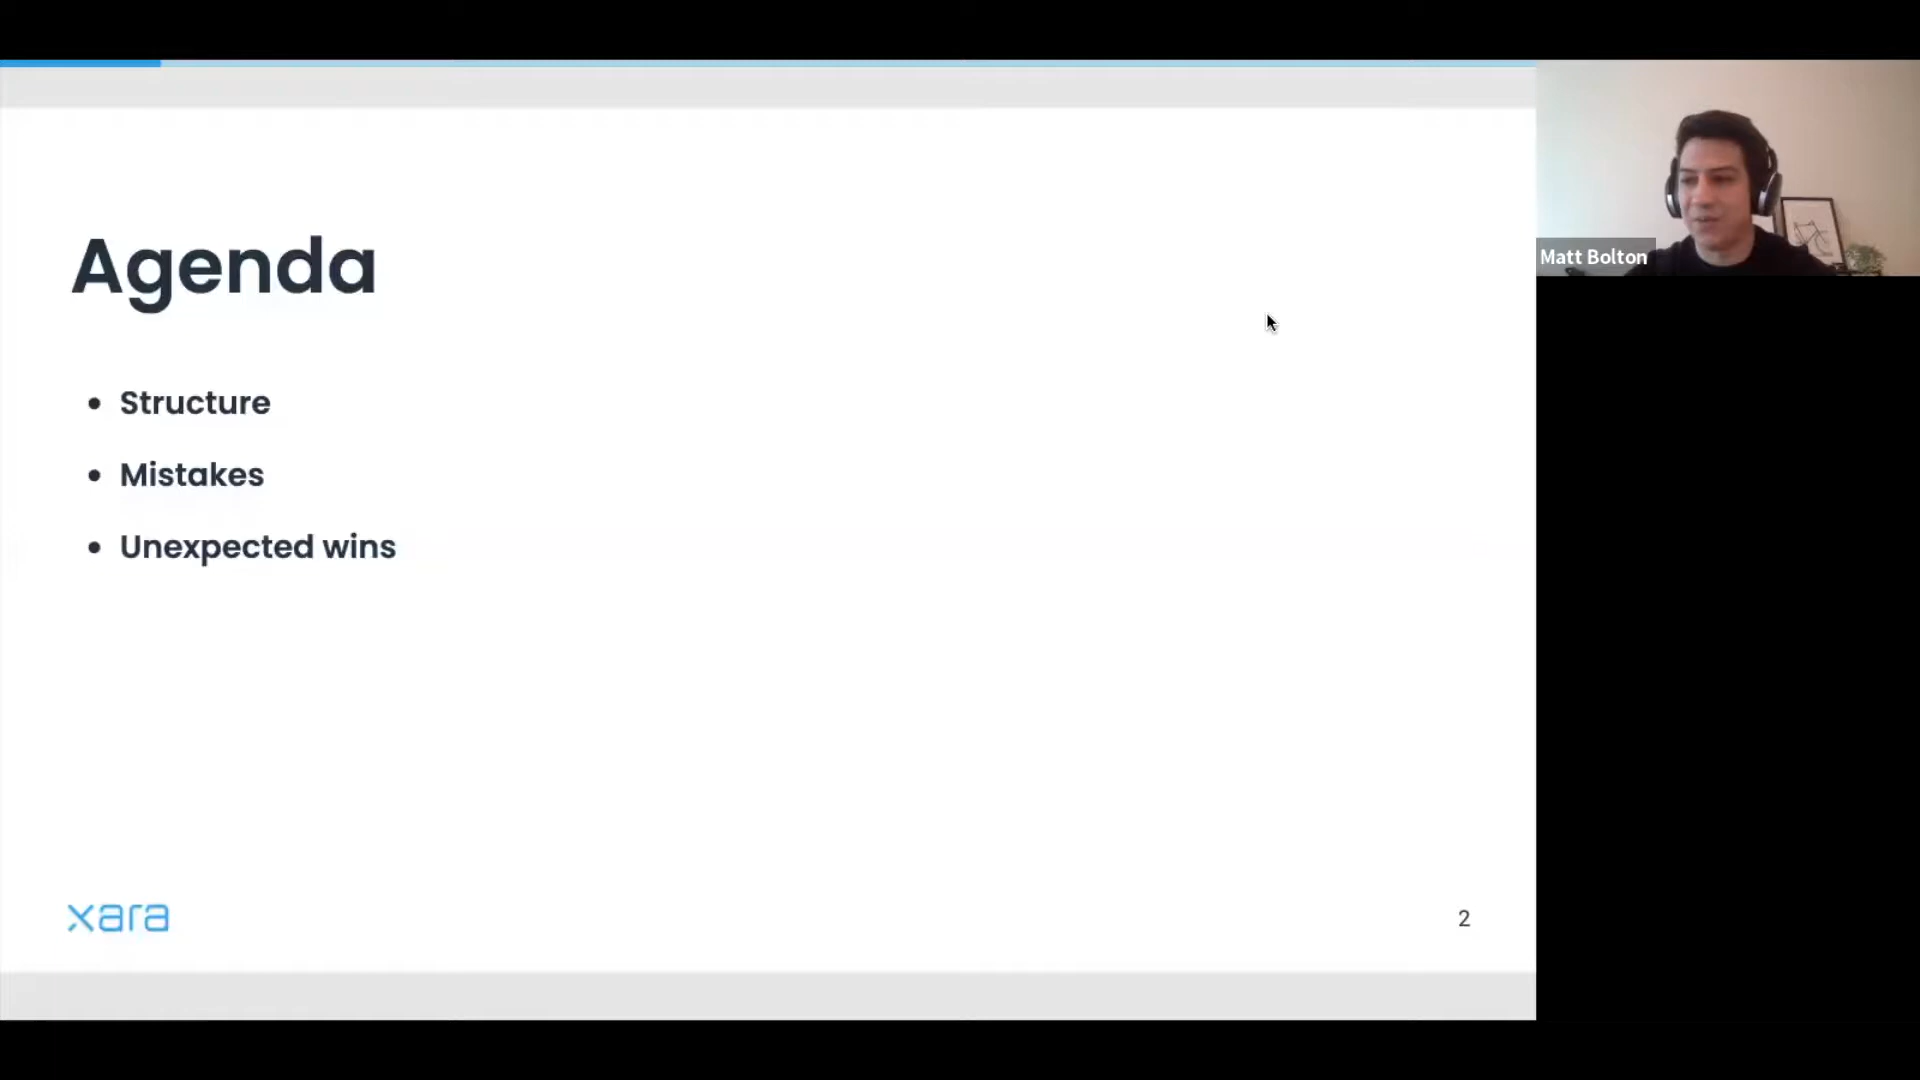 Agenda
Structure
Mistakes
Unexpected wins
xara
2
Matt Bolton